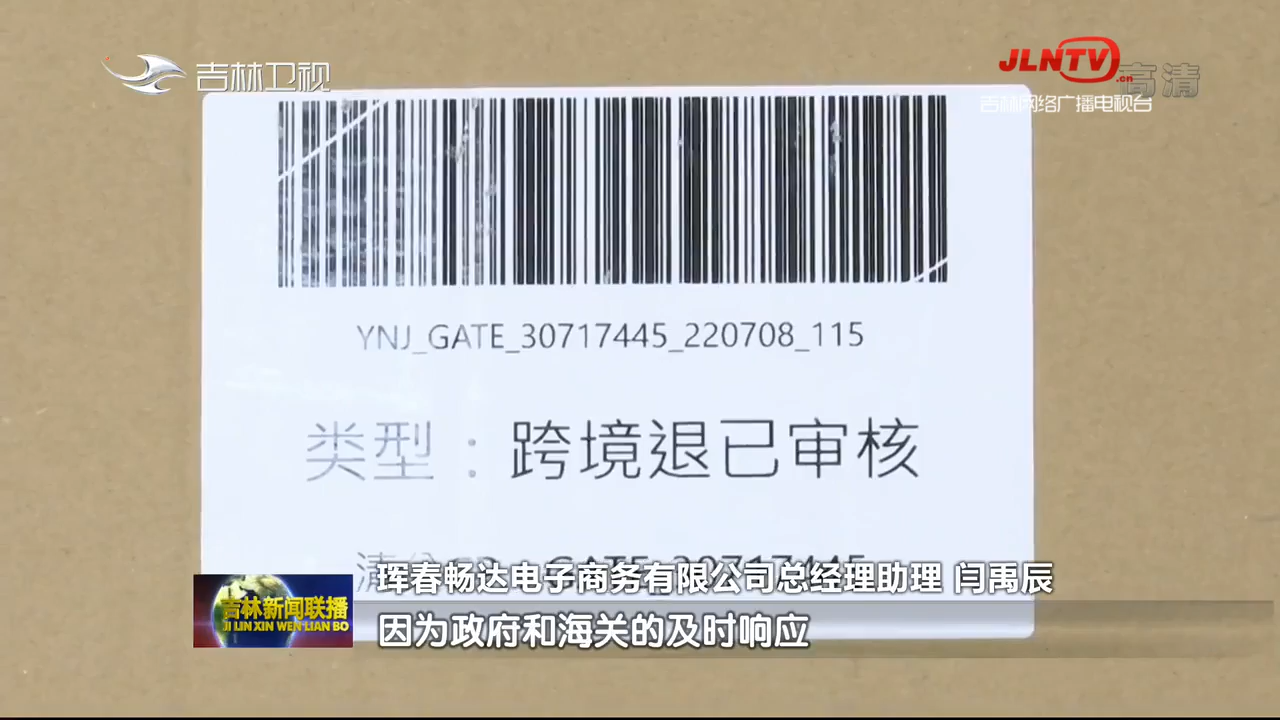 吉林卫视
JLNTV.cn
高清
吉林网络广播电视台
YNJ_GATE_30717445_220708_115
类型：跨境退已审核
GATE_30717445
珲春畅达电子商务有限公司总经理助理 闫禹辰
吉林新闻联播
JI LIN XIN WEN LIAN BO
因为政府和海关的及时响应